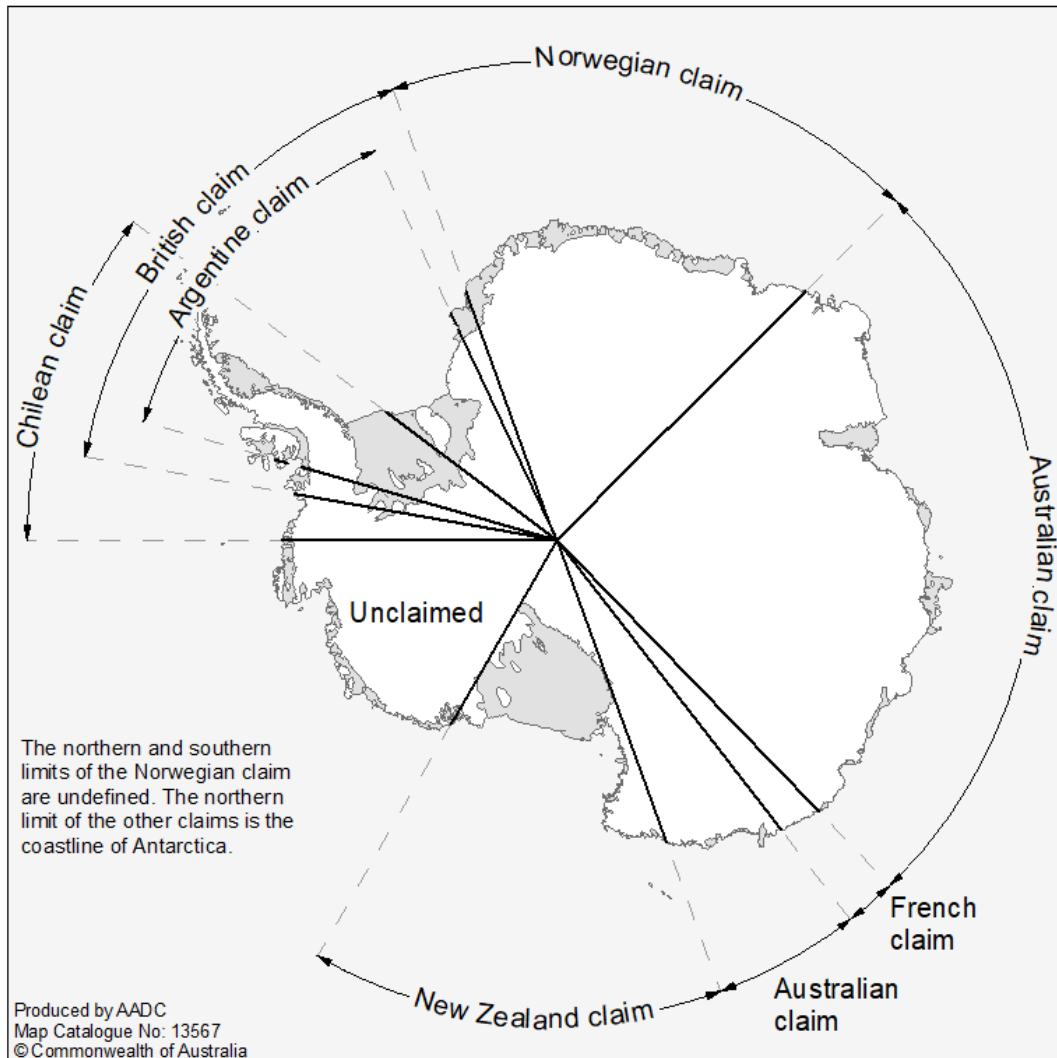 Norwegian claim
British claim
Argentine claim
Chilean claim
Australian claim
Unclaimed
The northern and southern
limits of the Norwegian claim
are undefined. The northern
limit of the other claims is the
coastline of Antarctica.
French
claim
Australian
claim
New Zealand claim
Produced by AADC
Map Catalogue No: 13567
© Commonwealth of Australia